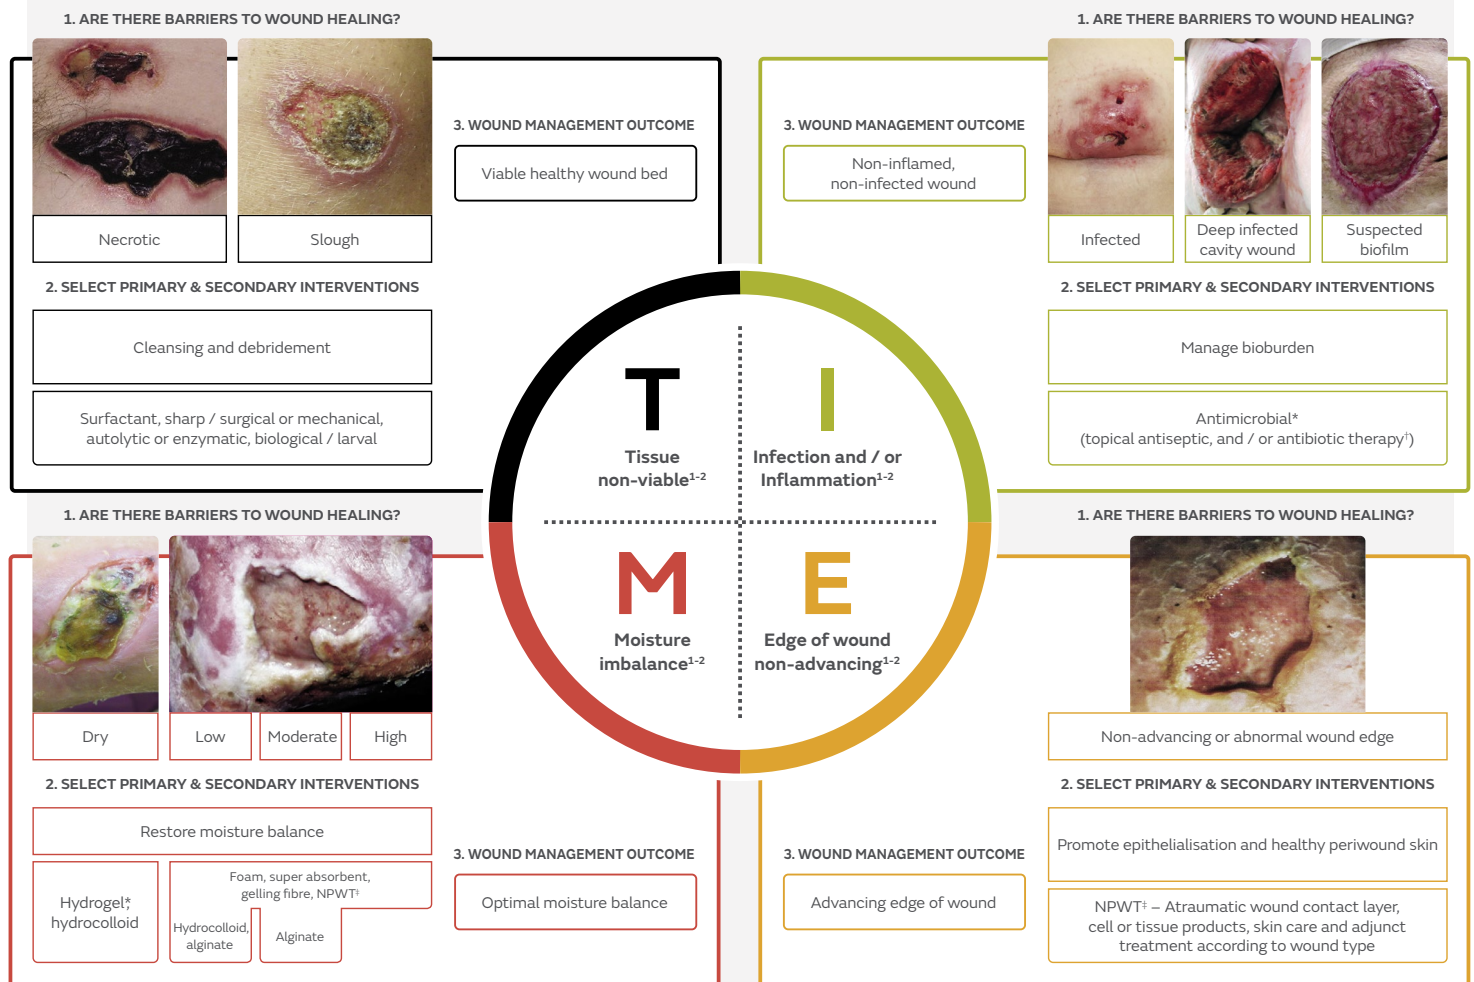 1. ARE THERE BARRIERS TO WOUND HEALING?
Necrotic
Slough
2. SELECT PRIMARY & SECONDARY INTERVENTIONS
Cleansing and debridement
Surfactant, sharp / surgical or mechanical,
autolytic or enzymatic, biological / larval
3. WOUND MANAGEMENT OUTCOME
Viable healthy wound bed
1. ARE THERE BARRIERS TO WOUND HEALING?
Infected
Deep infected
cavity wound
Suspected
biofilm
2. SELECT PRIMARY & SECONDARY INTERVENTIONS
Manage bioburden
Antimicrobial*
(topical antiseptic, and / or antibiotic therapy†)
3. WOUND MANAGEMENT OUTCOME
Non-inflamed,
non-infected wound
T
Tissue
non-viable¹⁻²
I
Infection and / or
Inflammation¹⁻²
M
Moisture
imbalance¹⁻²
E
Edge of wound
non-advancing¹⁻²
1. ARE THERE BARRIERS TO WOUND HEALING?
Dry
Low
Moderate
High
2. SELECT PRIMARY & SECONDARY INTERVENTIONS
Restore moisture balance
Hydrogel*,
hydrocolloid
Foam, super absorbent,
gelling fibre, NPWT‡
Hydrocolloid,
alginate
Alginate
3. WOUND MANAGEMENT OUTCOME
Optimal moisture balance
1. ARE THERE BARRIERS TO WOUND HEALING?
Non-advancing or abnormal wound edge
2. SELECT PRIMARY & SECONDARY INTERVENTIONS
Promote epithelialisation and healthy periwound skin
NPWT‡ – Atraumatic wound contact layer,
cell or tissue products, skin care and adjunct
treatment according to wound type
3. WOUND MANAGEMENT OUTCOME
Advancing edge of wound